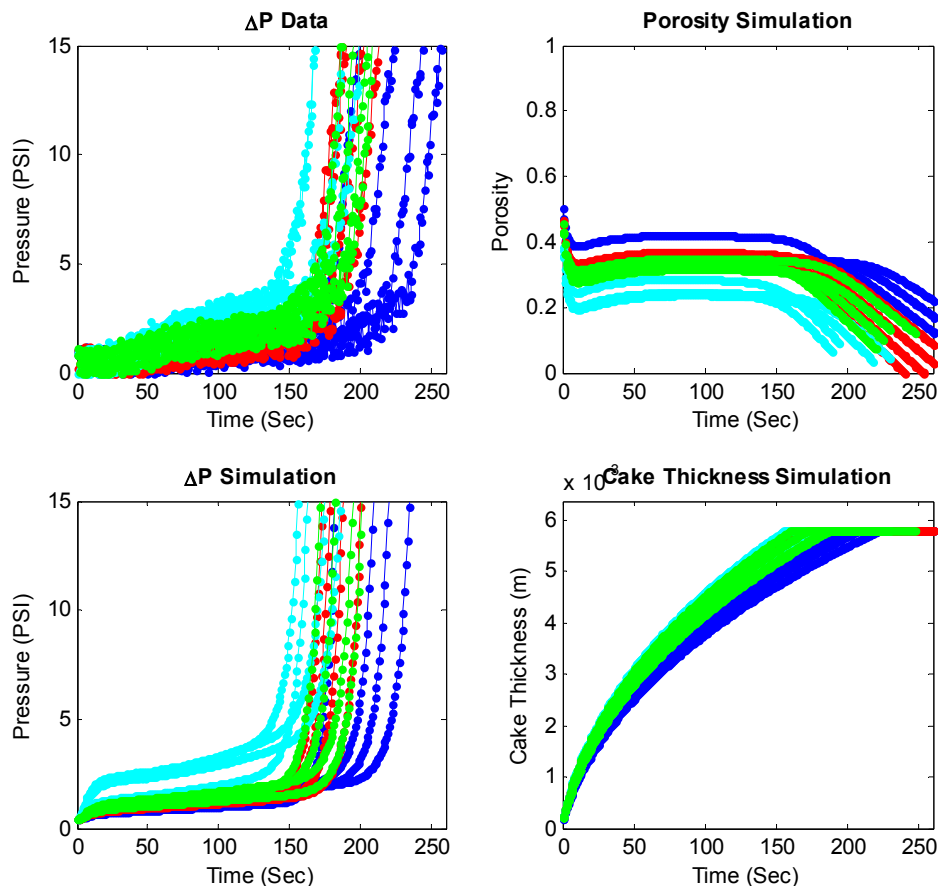 ΔP Data
15
10
5
0
Pressure (PSI)
0 50 100 150 200 250
Time (Sec)
Porosity Simulation
1
0.8
0.6
0.4
0.2
0
Porosity
0 50 100 150 200 250
Time (Sec)
ΔP Simulation
15
10
5
0
Pressure (PSI)
0 50 100 150 200 250
Time (Sec)
x 10^-3
Cake Thickness Simulation
6
5
4
3
2
1
0
Cake Thickness (m)
0 50 100 150 200 250
Time (Sec)